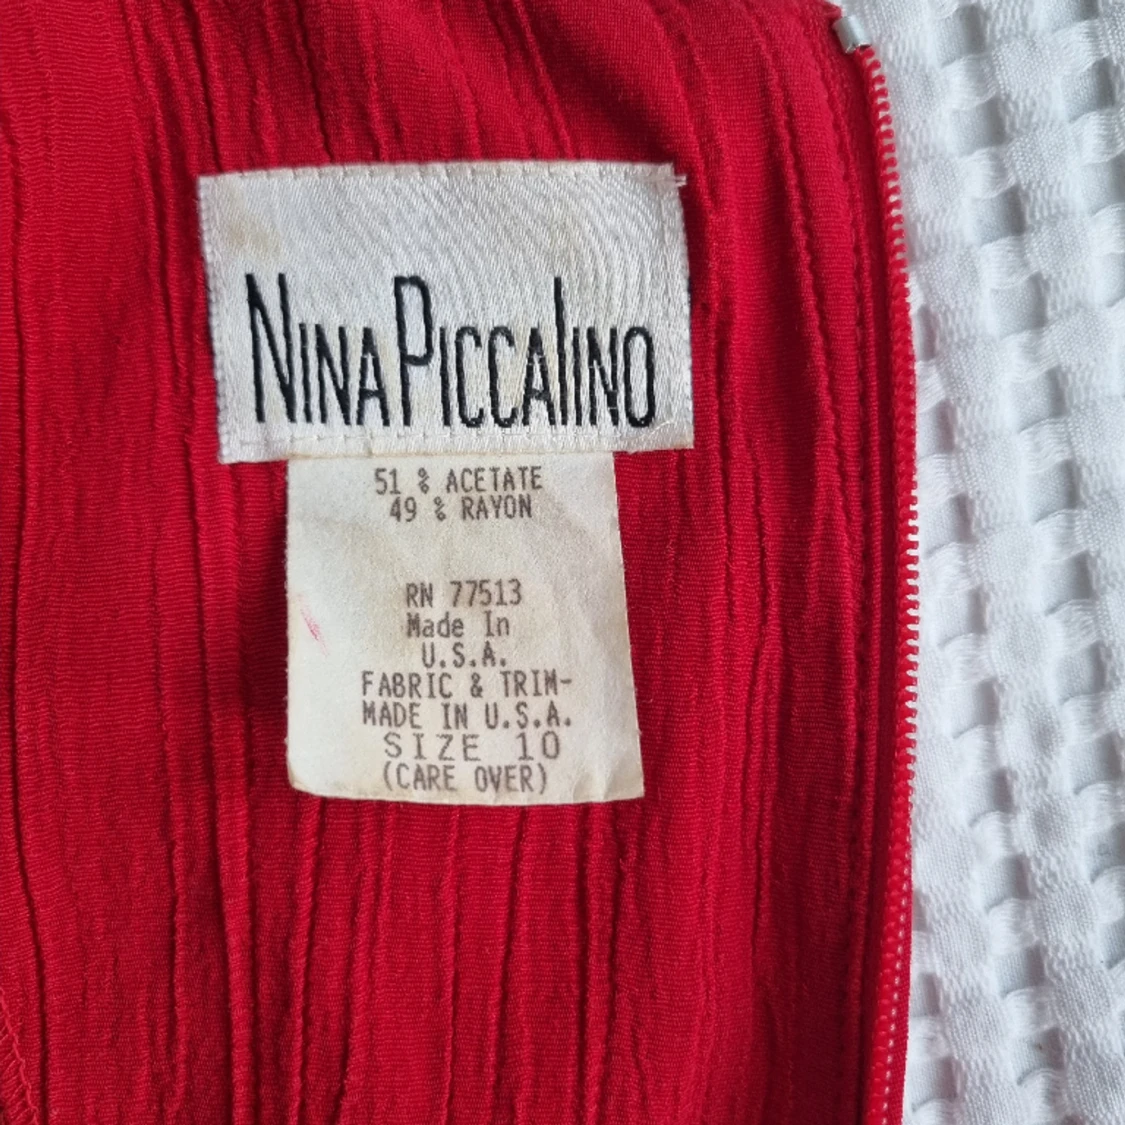 NINA PICCALINO
51 % ACETATE
49 % RAYON
RN 77513
Made In
U.S.A.
FABRIC & TRIM-
MADE IN U.S.A.
SIZE 10
(CARE OVER)